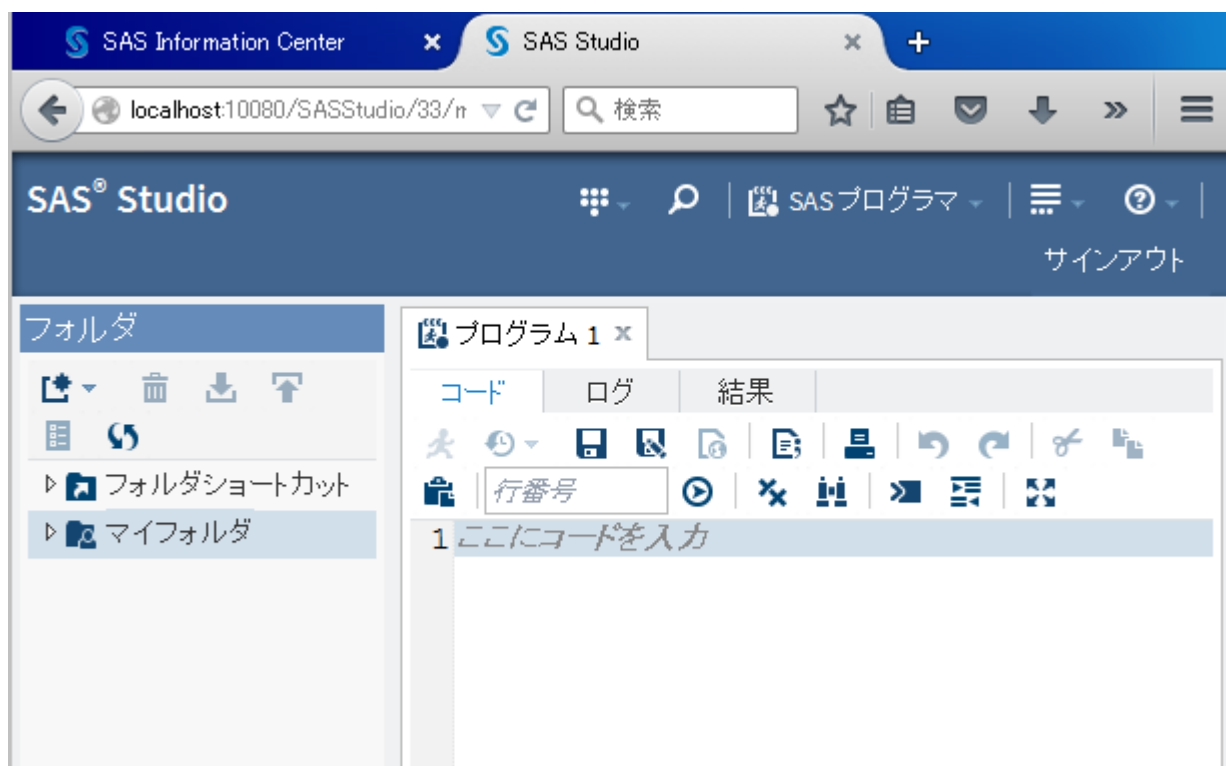 SAS Information Center
SAS Studio
localhost:10080/SASStudio/33/
検索
SAS® Studio
SASプログラマ
サインアウト
フォルダ
プログラム 1
コード
ログ
結果
フォルダショートカット
行番号
マイフォルダ
1 ここにコードを入力